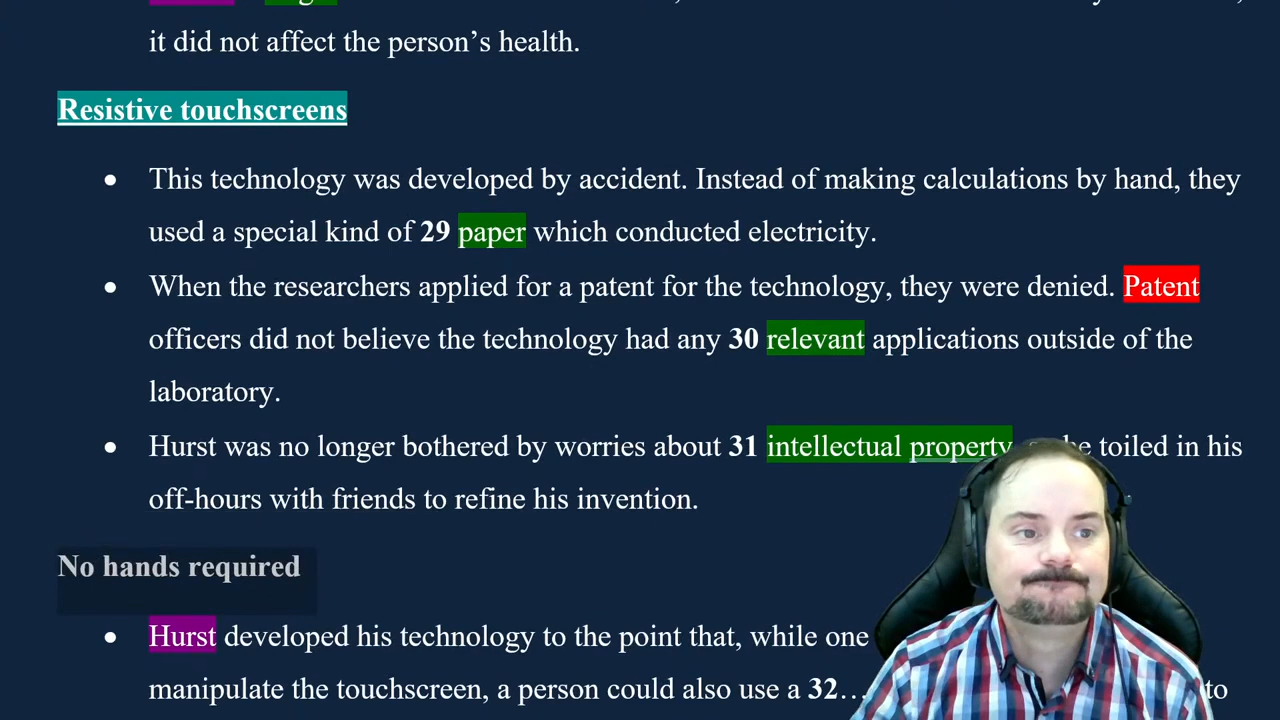 it did not affect the person’s health.
Resistive touchscreens
• This technology was developed by accident. Instead of making calculations by hand, they
used a special kind of 29 paper which conducted electricity.
• When the researchers applied for a patent for the technology, they were denied. Patent
officers did not believe the technology had any 30 relevant applications outside of the
laboratory.
• Hurst was no longer bothered by worries about 31 intellectual property toiled in his
off-hours with friends to refine his invention.
No hands required
• Hurst developed his technology to the point that, while one
manipulate the touchscreen, a person could also use a 32… to